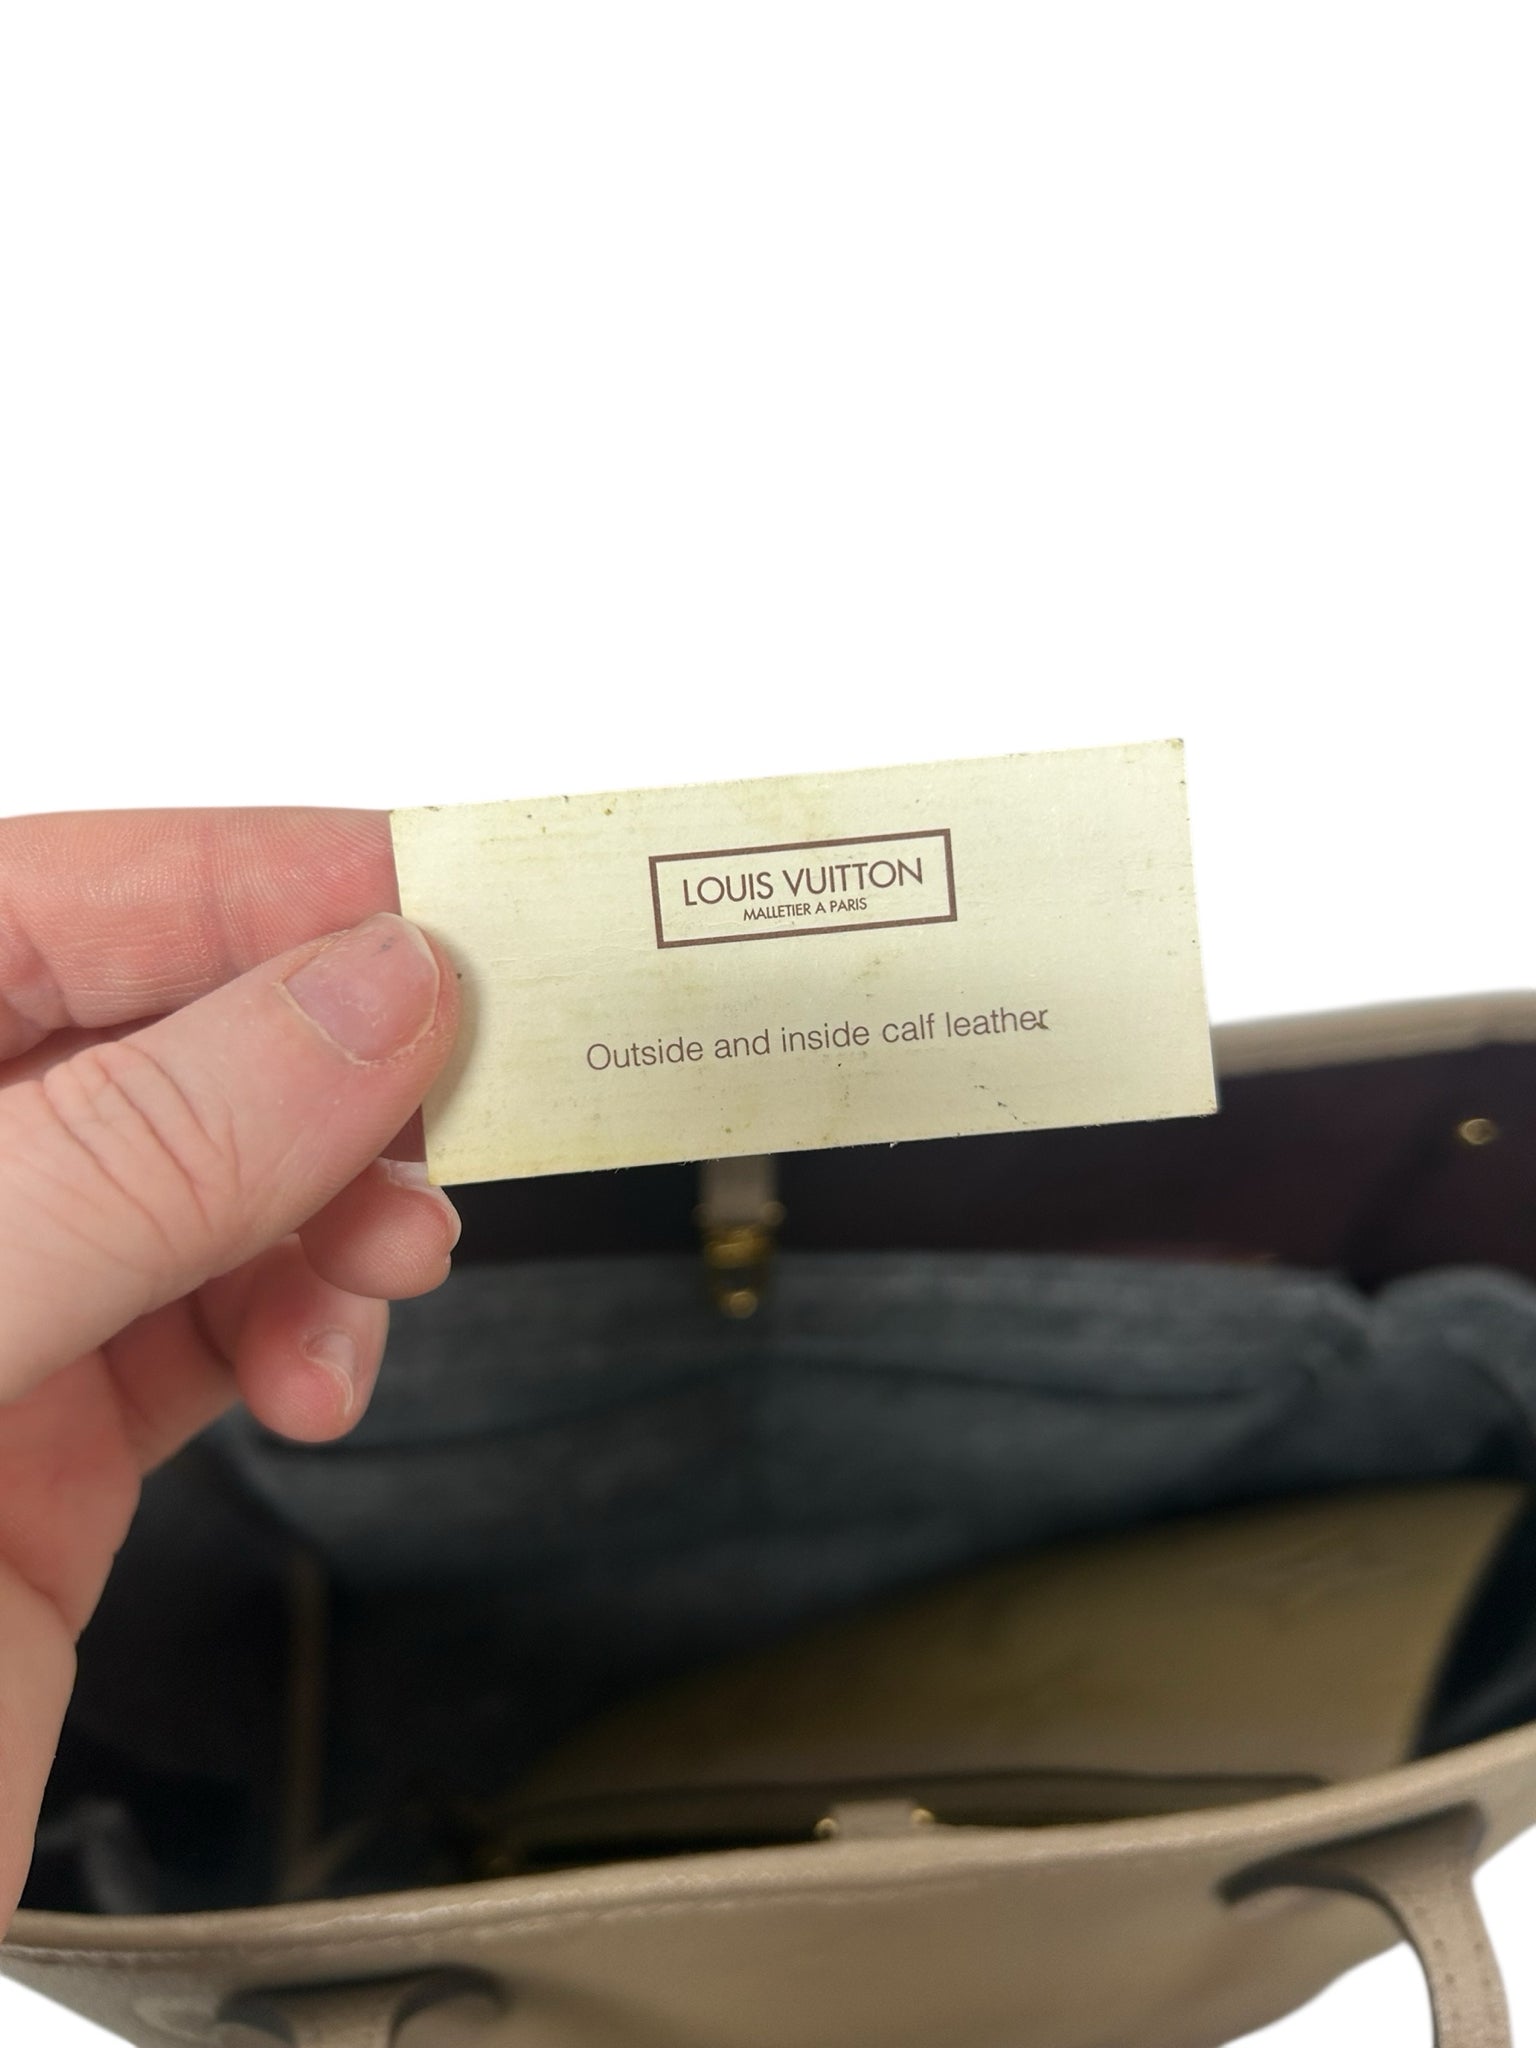 LOUIS VUITTON
MALLETIER A PARIS
Outside and inside calf leather